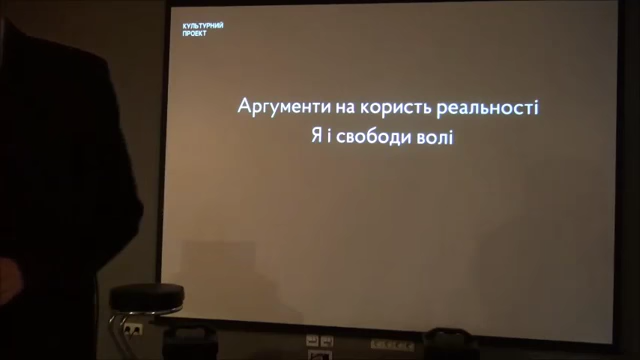 КУЛЬТУРНИЙ
ПРОЕКТ
Аргументи на користь реальності
Я і свободи волі